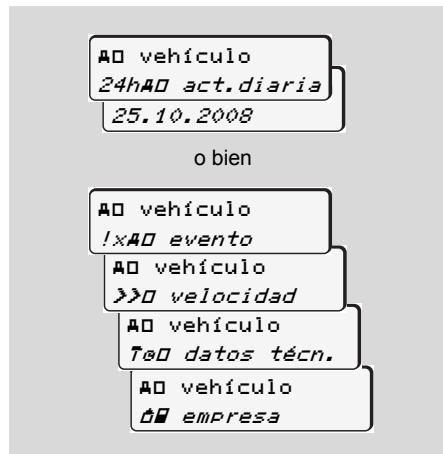 vehículo
24h act.diaria
25.10.2008
o bien
vehículo
!x evento
vehículo
>> velocidad
vehículo
T datos técn.
vehículo
empresa